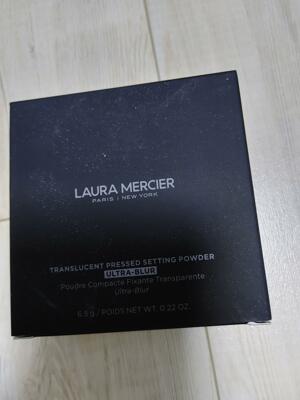 LAURA MERCIER
PARIS | NEW YORK
TRANSLUCENT PRESSED SETTING POWDER
ULTRA-BLUR
Poudre Compacte Fixante Transparente
Ultra-Blur
6.5 g / POIDS NET WT. 0.22 OZ.